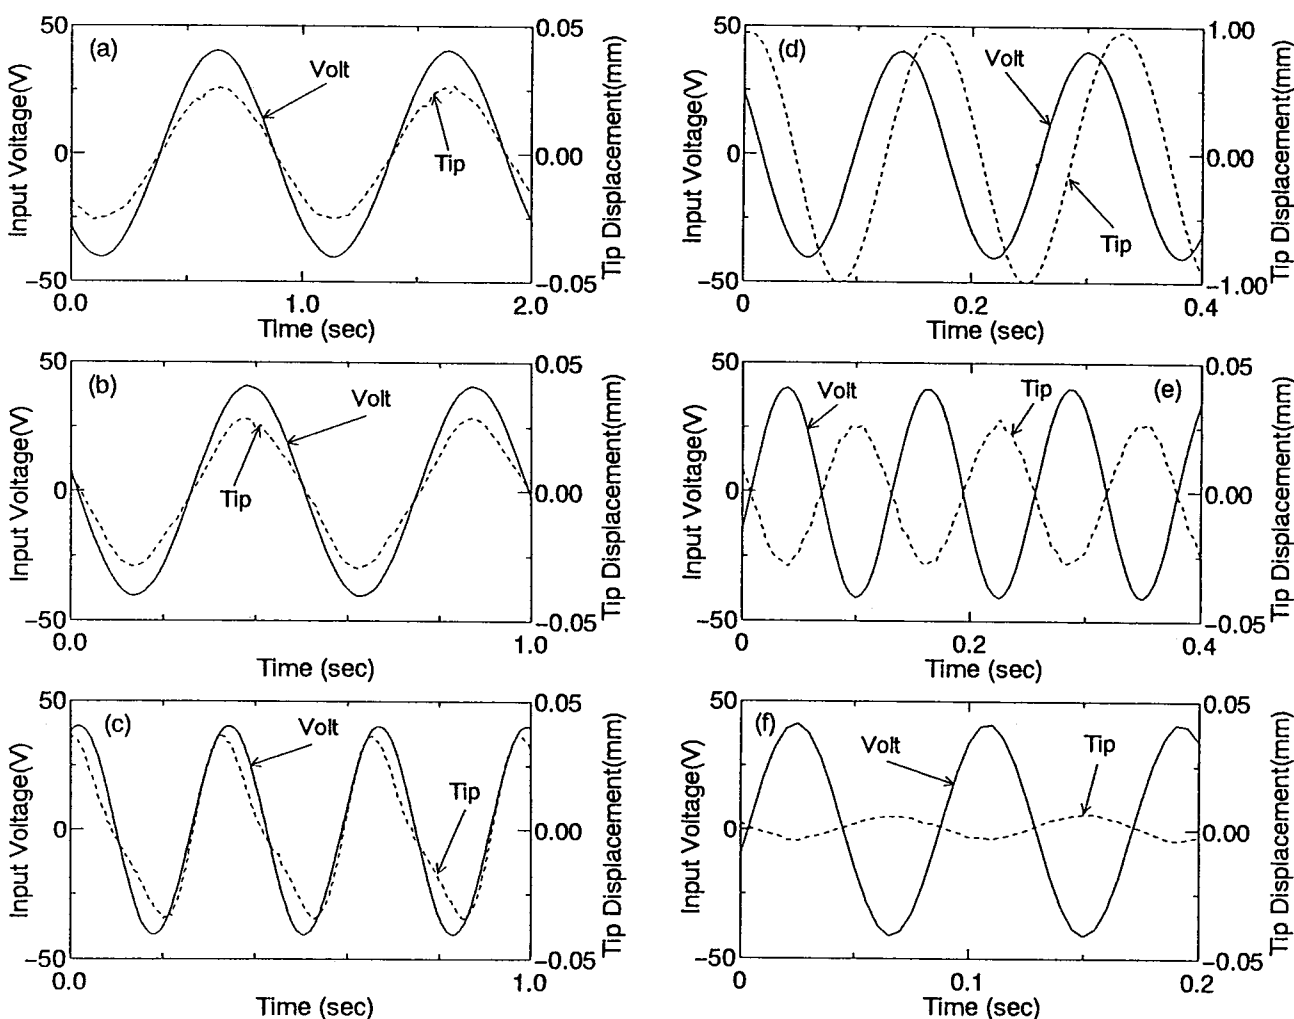 (a)
Input Voltage(V)
50
0
−50
Volt
Tip
0.05
0.00
−0.05
Tip Displacement(mm)
0.0
1.0
2.0
Time (sec)
(d)
Input Voltage(V)
50
0
−50
Volt
Tip
1.00
0.00
−1.00
Tip Displacement(mm)
0
0.2
0.4
Time (sec)
(b)
Input Voltage(V)
50
0
−50
Volt
Tip
0.05
0.00
−0.05
Tip Displacement(mm)
0.0
1.0
Time (sec)
(e)
Input Voltage(V)
50
0
−50
Volt
Tip
0.05
0.00
−0.05
Tip Displacement(mm)
0
0.2
0.4
Time (sec)
(c)
Input Voltage(V)
50
0
−50
Volt
Tip
0.05
0.00
−0.05
Tip Displacement(mm)
0.0
1.0
Time (sec)
(f)
Input Voltage(V)
50
0
−50
Volt
Tip
0.05
0.00
−0.05
Tip Displacement(mm)
0
0.1
0.2
Time (sec)